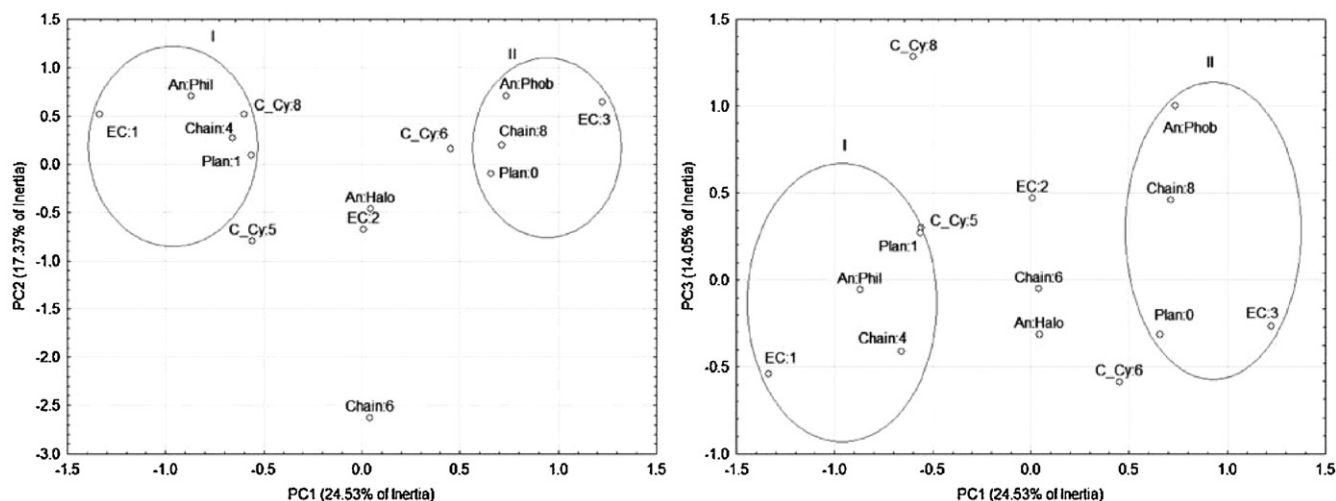 1.5
1.0
0.5
0.0
-0.5
-1.0
-1.5
-2.0
-2.5
-3.0
PC2 (17.37% of Inertia)
I
II
An:Phil
An:Phob
EC:1
C_Cy:8
EC:3
Chain:4
C_Cy:6
Chain:8
Plan:1
Plan:0
An:Halo
EC:2
C_Cy:5
Chain:6
-1.5 -1.0 -0.5 0.0 0.5 1.0 1.5
PC1 (24.53% of Inertia)
1.5
1.0
0.5
0.0
-0.5
-1.0
PC3 (14.05% of Inertia)
C_Cy:8
II
An:Phob
I
EC:2
Chain:8
C_Cy:5
Plan:1
An:Phil
Chain:6
An:Halo
Plan:0
EC:3
Chain:4
EC:1
C_Cy:6
-1.5 -1.0 -0.5 0.0 0.5 1.0 1.5
PC1 (24.53% of Inertia)